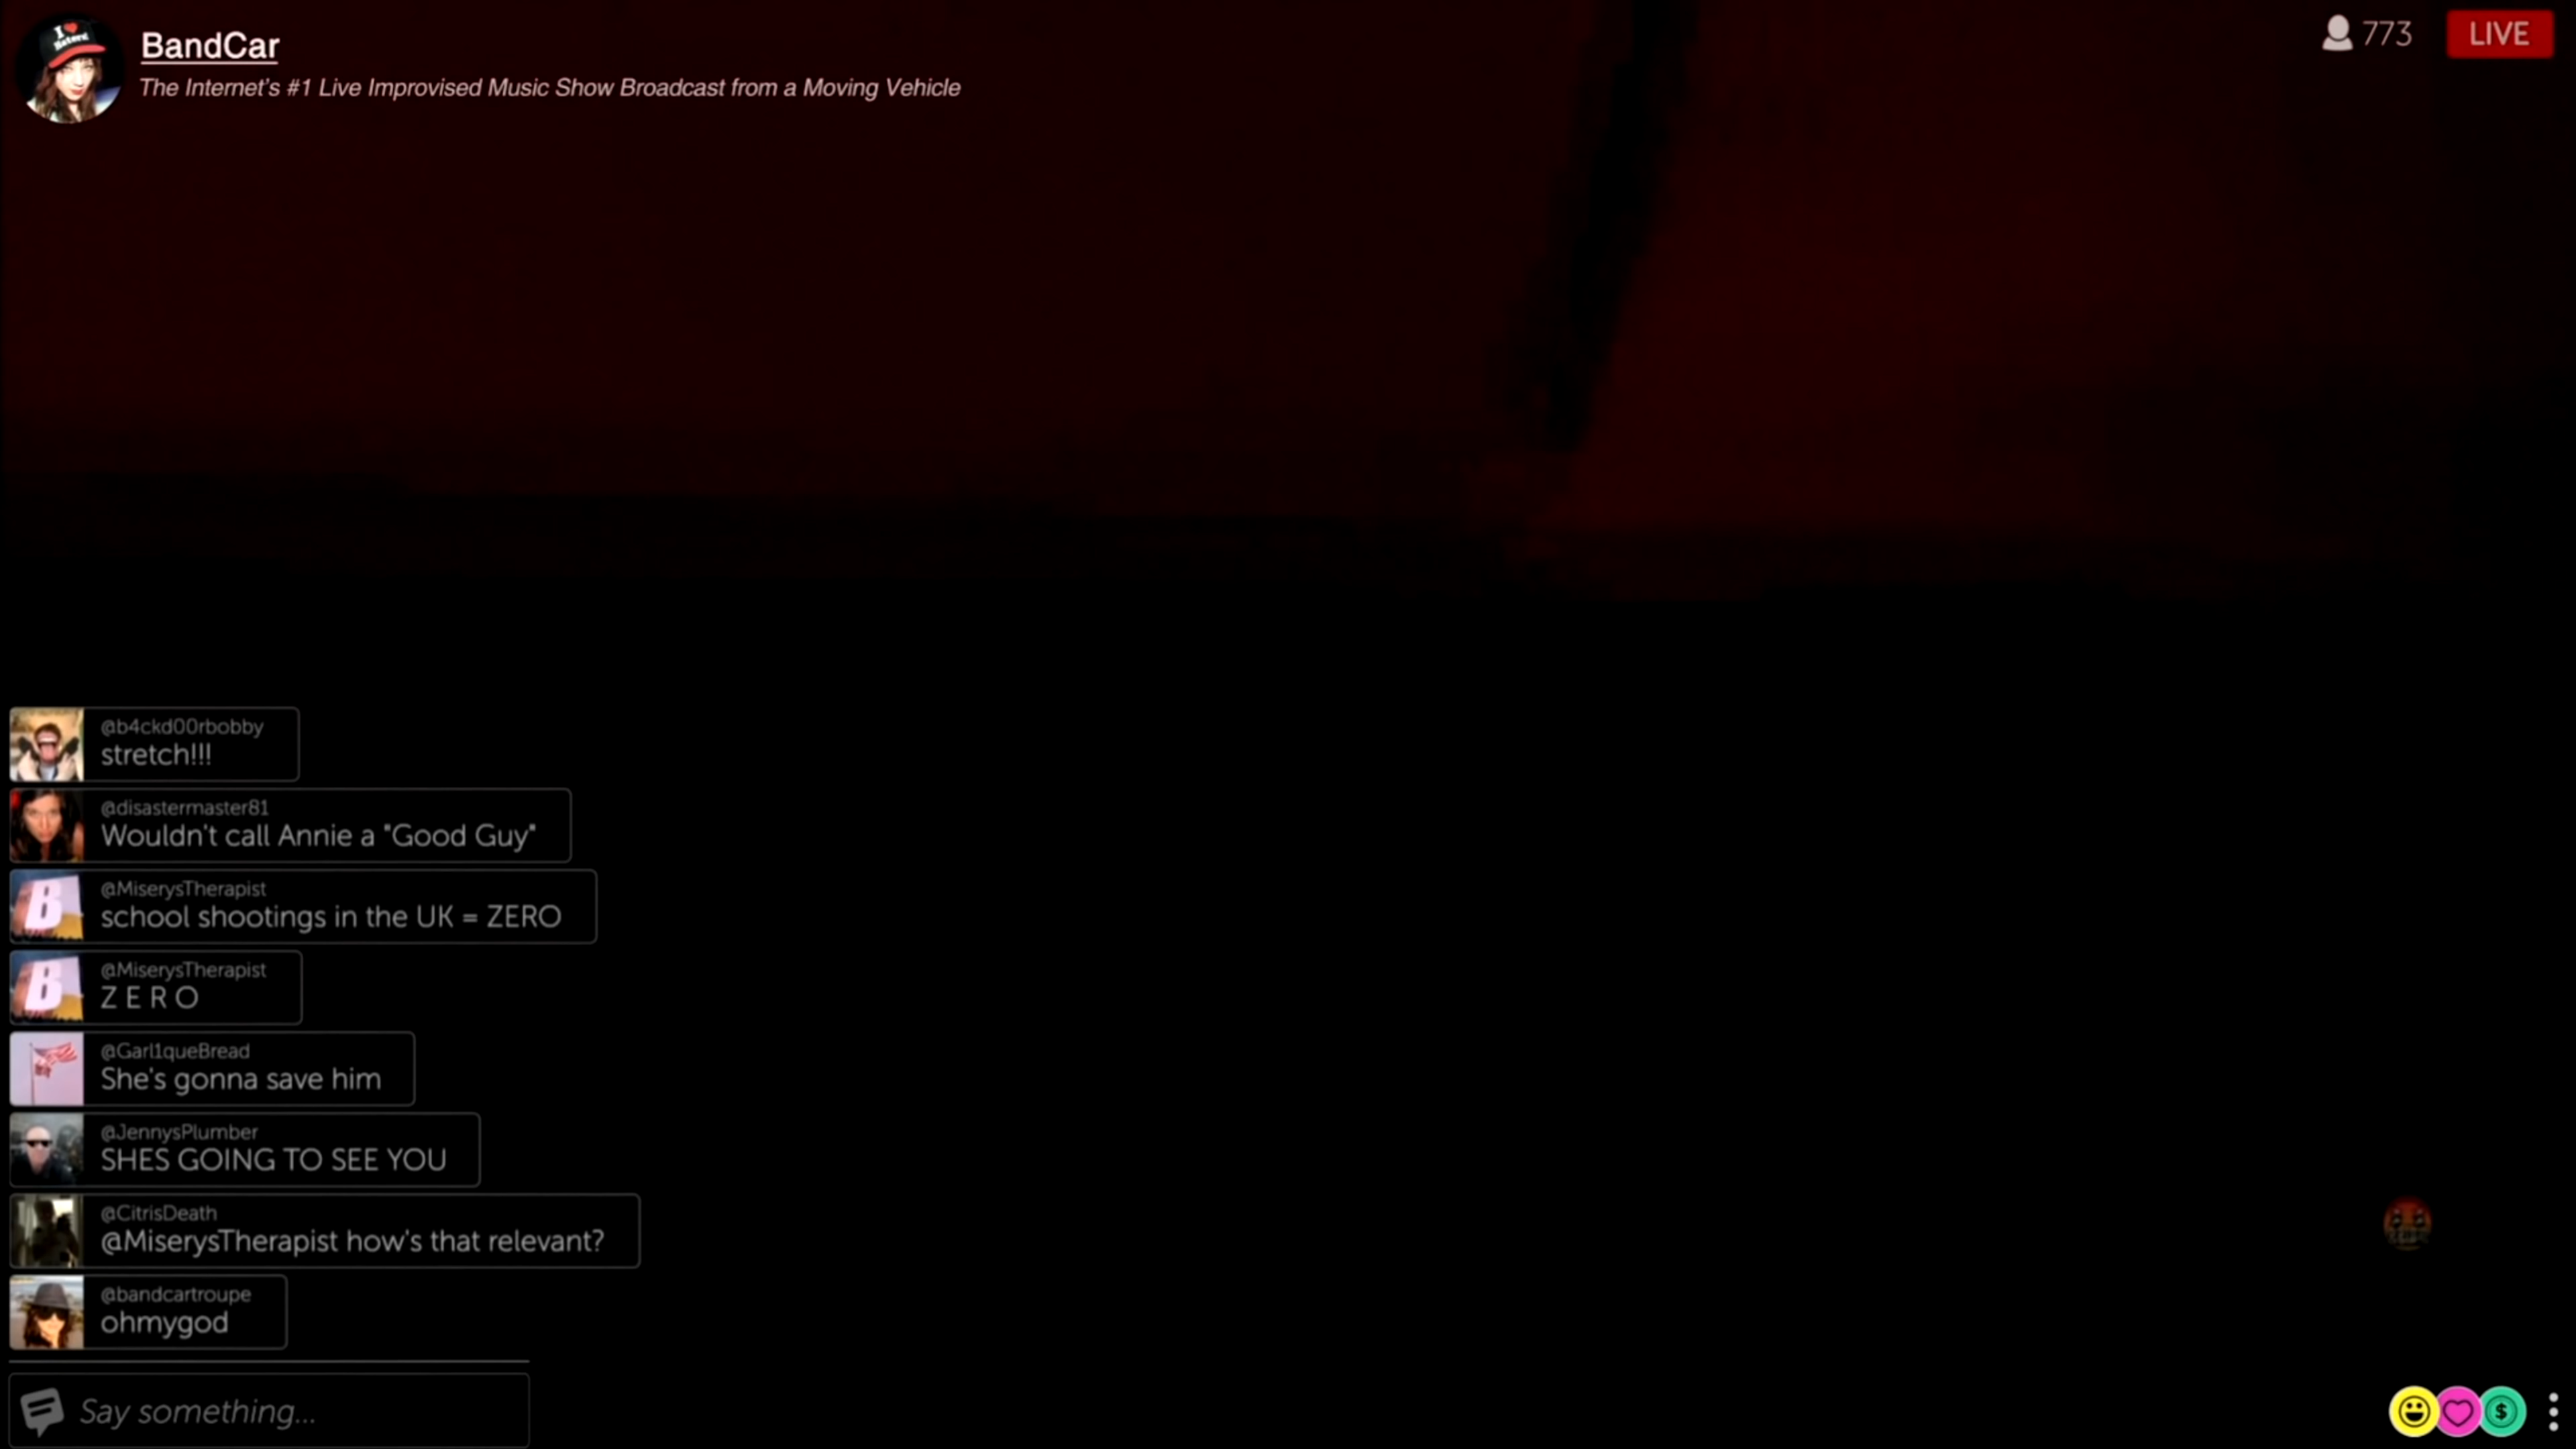 I ❤ Haters!
BandCar
The Internet's #1 Live Improvised Music Show Broadcast from a Moving Vehicle
773
LIVE
@b4ckd00rbobby
stretch!!!
@disastermaster81
Wouldn't call Annie a "Good Guy"
B
@MiserysTherapist
school shootings in the UK = ZERO
B
@MiserysTherapist
Z E R O
@Garl1queBread
She's gonna save him
@JennysPlumber
SHES GOING TO SEE YOU
@CitrisDeath
@MiserysTherapist how's that relevant?
@bandcartroupe
ohmygod
Say something...
$